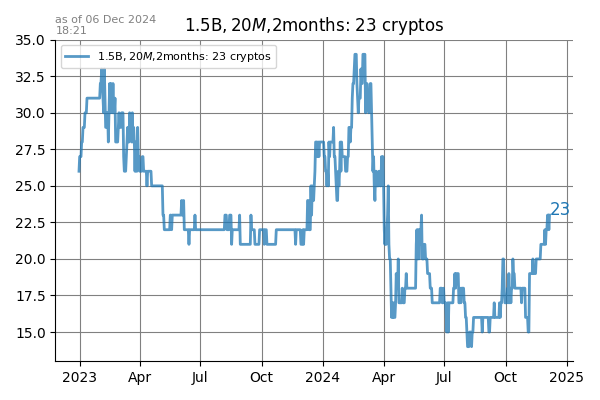 as of 06 Dec 2024
18:21
1.5B, 20M,2months: 23 cryptos
1.5B, 20M,2months: 23 cryptos
35.0
32.5
30.0
27.5
25.0
22.5
20.0
17.5
15.0
23
2023 Apr Jul Oct 2024 Apr Jul Oct 2025